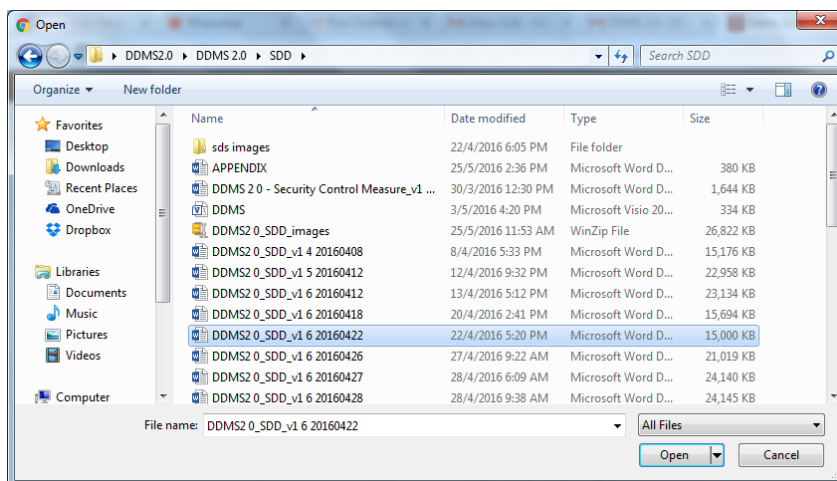 Open
DDMS2.0 DDMS 2.0 SDD Search SDD
Organize New folder
Name Date modified Type Size
Favorites
Desktop
Downloads
Recent Places
OneDrive
Dropbox
Libraries
Documents
Music
Pictures
Videos
Computer
sds images 22/4/2016 6:05 PM File folder
APPENDIX 25/5/2016 2:36 PM Microsoft Word D... 380 KB
DDMS 2 0 - Security Control Measure_v1 ... 30/3/2016 12:30 PM Microsoft Word D... 1,644 KB
DDMS 3/5/2016 4:20 PM Microsoft Visio 20... 334 KB
DDMS2 0_SDD_images 25/5/2016 11:53 AM WinZip File 26,822 KB
DDMS2 0_SDD_v1 4 20160408 8/4/2016 5:33 PM Microsoft Word D... 15,176 KB
DDMS2 0_SDD_v1 5 20160412 12/4/2016 9:32 PM Microsoft Word D... 22,958 KB
DDMS2 0_SDD_v1 6 20160412 13/4/2016 5:12 PM Microsoft Word D... 23,134 KB
DDMS2 0_SDD_v1 6 20160418 20/4/2016 2:41 PM Microsoft Word D... 15,694 KB
DDMS2 0_SDD_v1 6 20160422 22/4/2016 5:20 PM Microsoft Word D... 15,000 KB
DDMS2 0_SDD_v1 6 20160426 27/4/2016 9:22 AM Microsoft Word D... 21,019 KB
DDMS2 0_SDD_v1 6 20160427 28/4/2016 6:09 AM Microsoft Word D... 24,140 KB
DDMS2 0_SDD_v1 6 20160428 28/4/2016 9:38 AM Microsoft Word D... 24,145 KB
File name: DDMS2 0_SDD_v1 6 20160422 All Files
Open Cancel